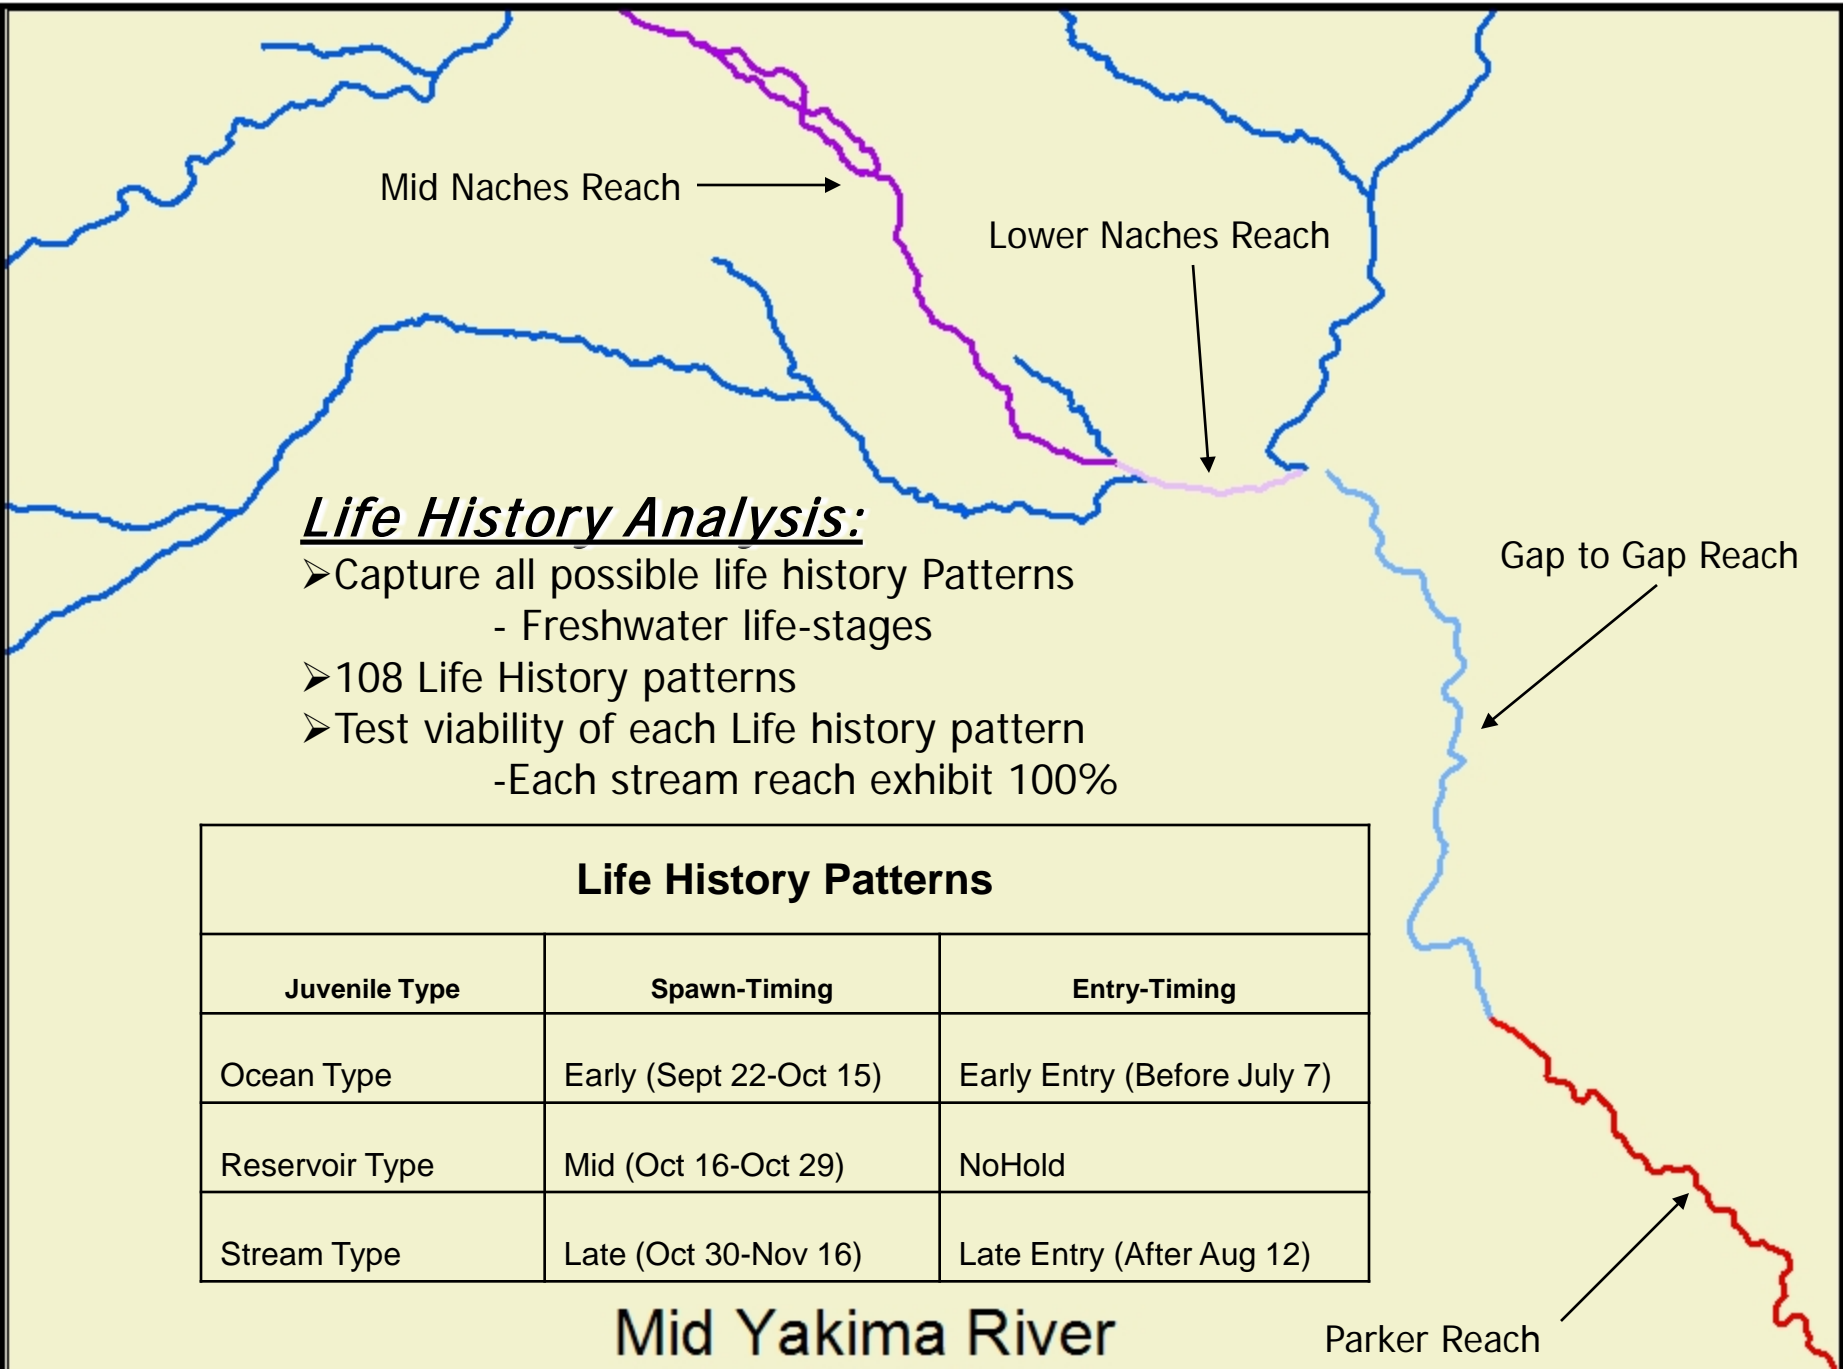 Mid Naches Reach
Lower Naches Reach
Gap to Gap Reach
Life History Analysis:
➢Capture all possible life history Patterns
- Freshwater life-stages
➢108 Life History patterns
➢Test viability of each Life history pattern
-Each stream reach exhibit 100%
Life History Patterns
Juvenile Type Spawn-Timing Entry-Timing
Ocean Type Early (Sept 22-Oct 15) Early Entry (Before July 7)
Reservoir Type Mid (Oct 16-Oct 29) NoHold
Stream Type Late (Oct 30-Nov 16) Late Entry (After Aug 12)
Mid Yakima River
Parker Reach